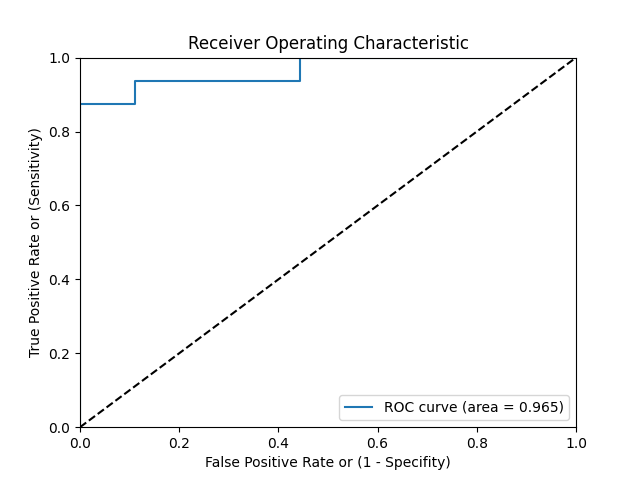 Receiver Operating Characteristic
1.0
0.8
0.6
0.4
0.2
0.0
True Positive Rate or (Sensitivity)
ROC curve (area = 0.965)
0.0 0.2 0.4 0.6 0.8 1.0
False Positive Rate or (1 - Specifity)